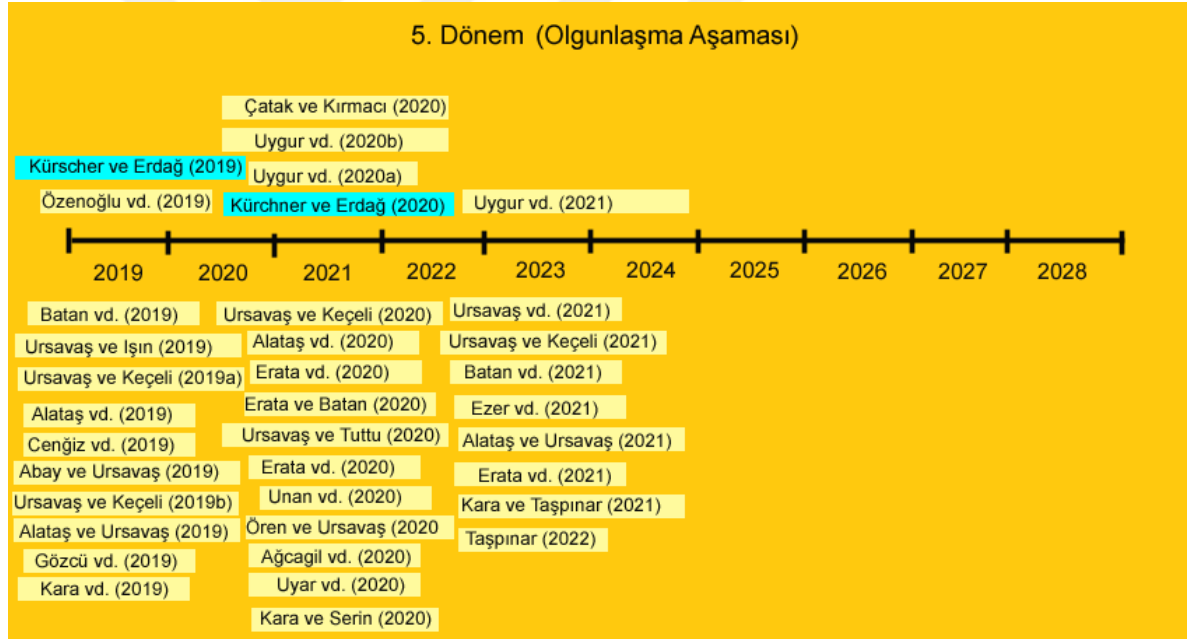 5. Dönem (Olgunlaşma Aşaması)
Çatak ve Kırmacı (2020)
Uygur vd. (2020b)
Kürscher ve Erdağ (2019)
Uygur vd. (2020a)
Özenoğlu vd. (2019)
Kürchner ve Erdağ (2020)
Uygur vd. (2021)
2019 2020 2021 2022 2023 2024 2025 2026 2027 2028
Batan vd. (2019)
Ursavaş ve Işın (2019)
Ursavaş ve Keçeli (2019a)
Alataş vd. (2019)
Cenğiz vd. (2019)
Abay ve Ursavaş (2019)
Ursavaş ve Keçeli (2019b)
Alataş ve Ursavaş (2019)
Gözcü vd. (2019)
Kara vd. (2019)
Ursavaş ve Keçeli (2020)
Alataş vd. (2020)
Erata vd. (2020)
Erata ve Batan (2020)
Ursavaş ve Tuttu (2020)
Erata vd. (2020)
Unan vd. (2020)
Ören ve Ursavaş (2020
Ağcagil vd. (2020)
Uyar vd. (2020)
Kara ve Serin (2020)
Ursavaş vd. (2021)
Ursavaş ve Keçeli (2021)
Batan vd. (2021)
Ezer vd. (2021)
Alataş ve Ursavaş (2021)
Erata vd. (2021)
Kara ve Taşpınar (2021)
Taşpınar (2022)